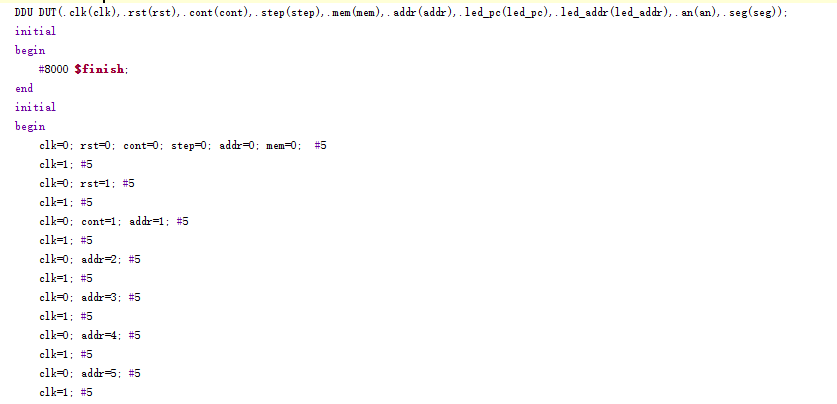 DDU DUT(.clk(clk),.rst(rst),.cont(cont),.step(step),.mem(mem),.addr(addr),.led_pc(led_pc),.led_addr(led_addr),.an(an),.seg(seg));
initial
begin
    #8000 $finish;
end
initial
begin
    clk=0; rst=0; cont=0; step=0; addr=0; mem=0;  #5
    clk=1; #5
    clk=0; rst=1; #5
    clk=1; #5
    clk=0; cont=1; addr=1; #5
    clk=1; #5
    clk=0; addr=2; #5
    clk=1; #5
    clk=0; addr=3; #5
    clk=1; #5
    clk=0; addr=4; #5
    clk=1; #5
    clk=0; addr=5; #5
    clk=1; #5